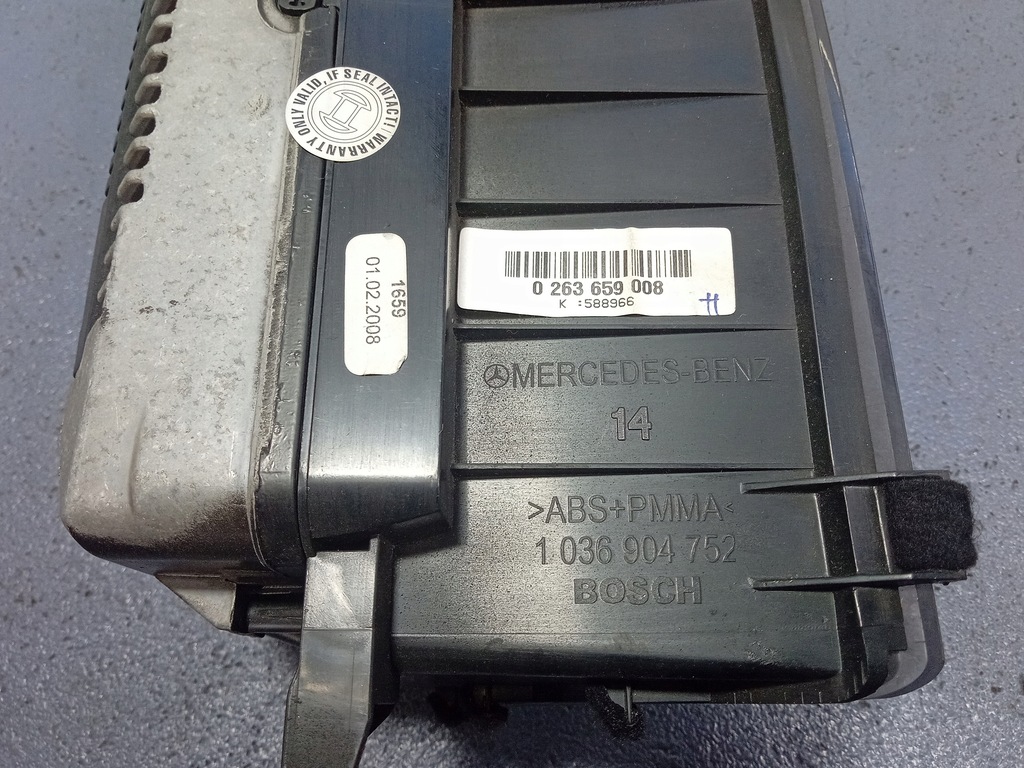 WARRANTY ONLY VALID, IF SEAL INTACT!
1659
01.02.2008
0 263 659 008
K :588966
MERCEDES-BENZ
14
>ABS+PMMA<
1 036 904 752
BOSCH